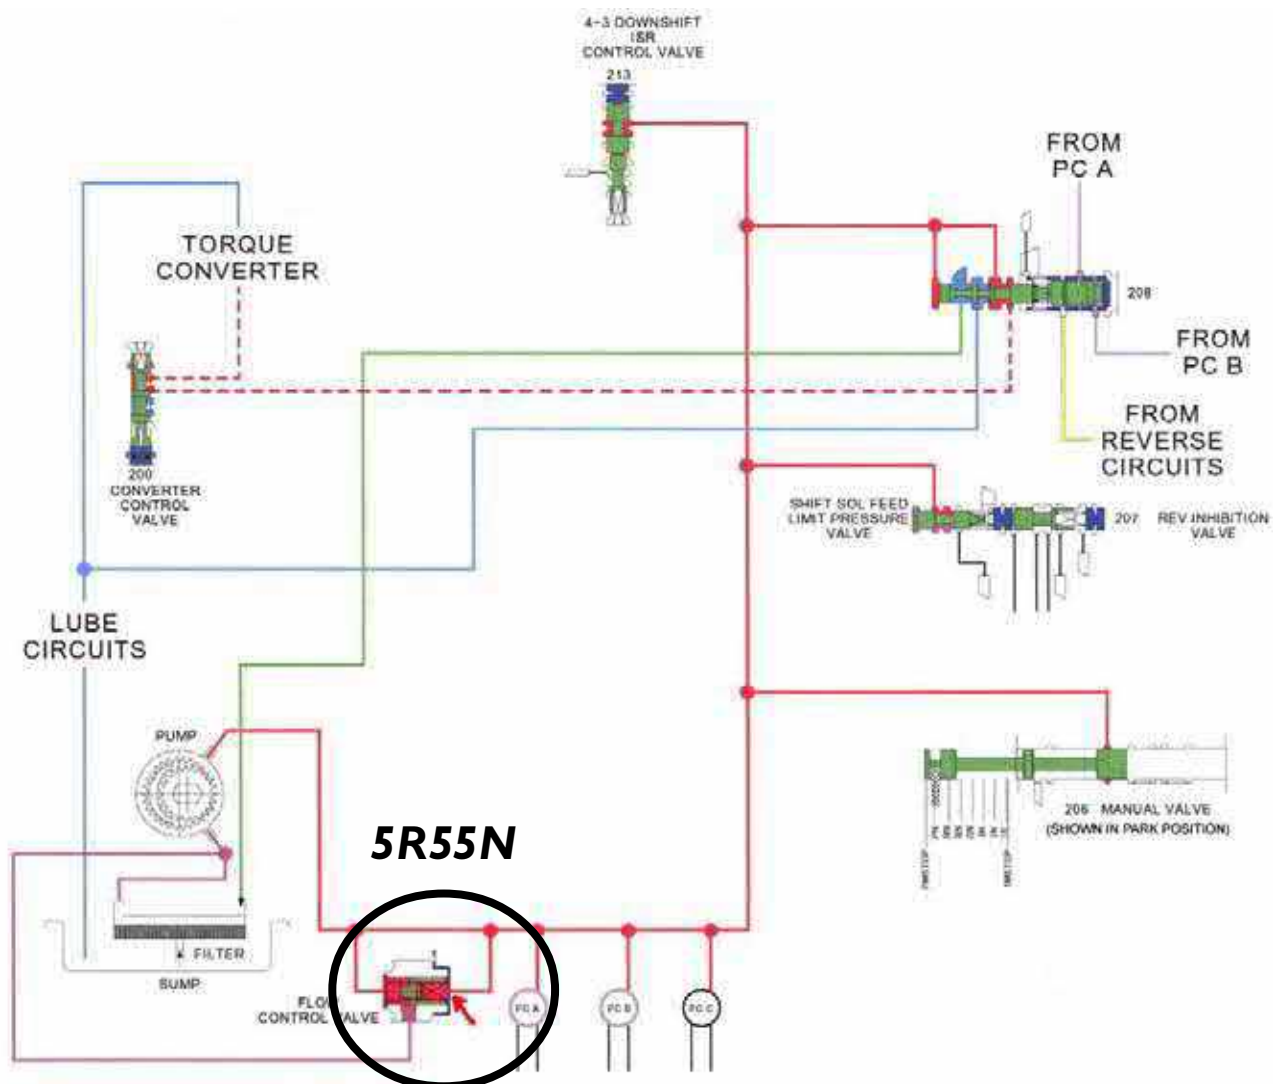 4-3 DOWNSHIFT
I&R
CONTROL VALVE
213
FROM
PC A
TORQUE
CONVERTER
208
FROM
PC B
FROM
REVERSE
CIRCUITS
200
CONVERTER
CONTROL
VALVE
SHIFT SOL FEED
LIMIT PRESSURE
VALVE
207
REV INHIBITION
VALVE
LUBE
CIRCUITS
PUMP
206 MANUAL VALVE
(SHOWN IN PARK POSITION)
5R55N
FILTER
SUMP
FLOW
CONTROL VALVE
PC A
PC B
PC C